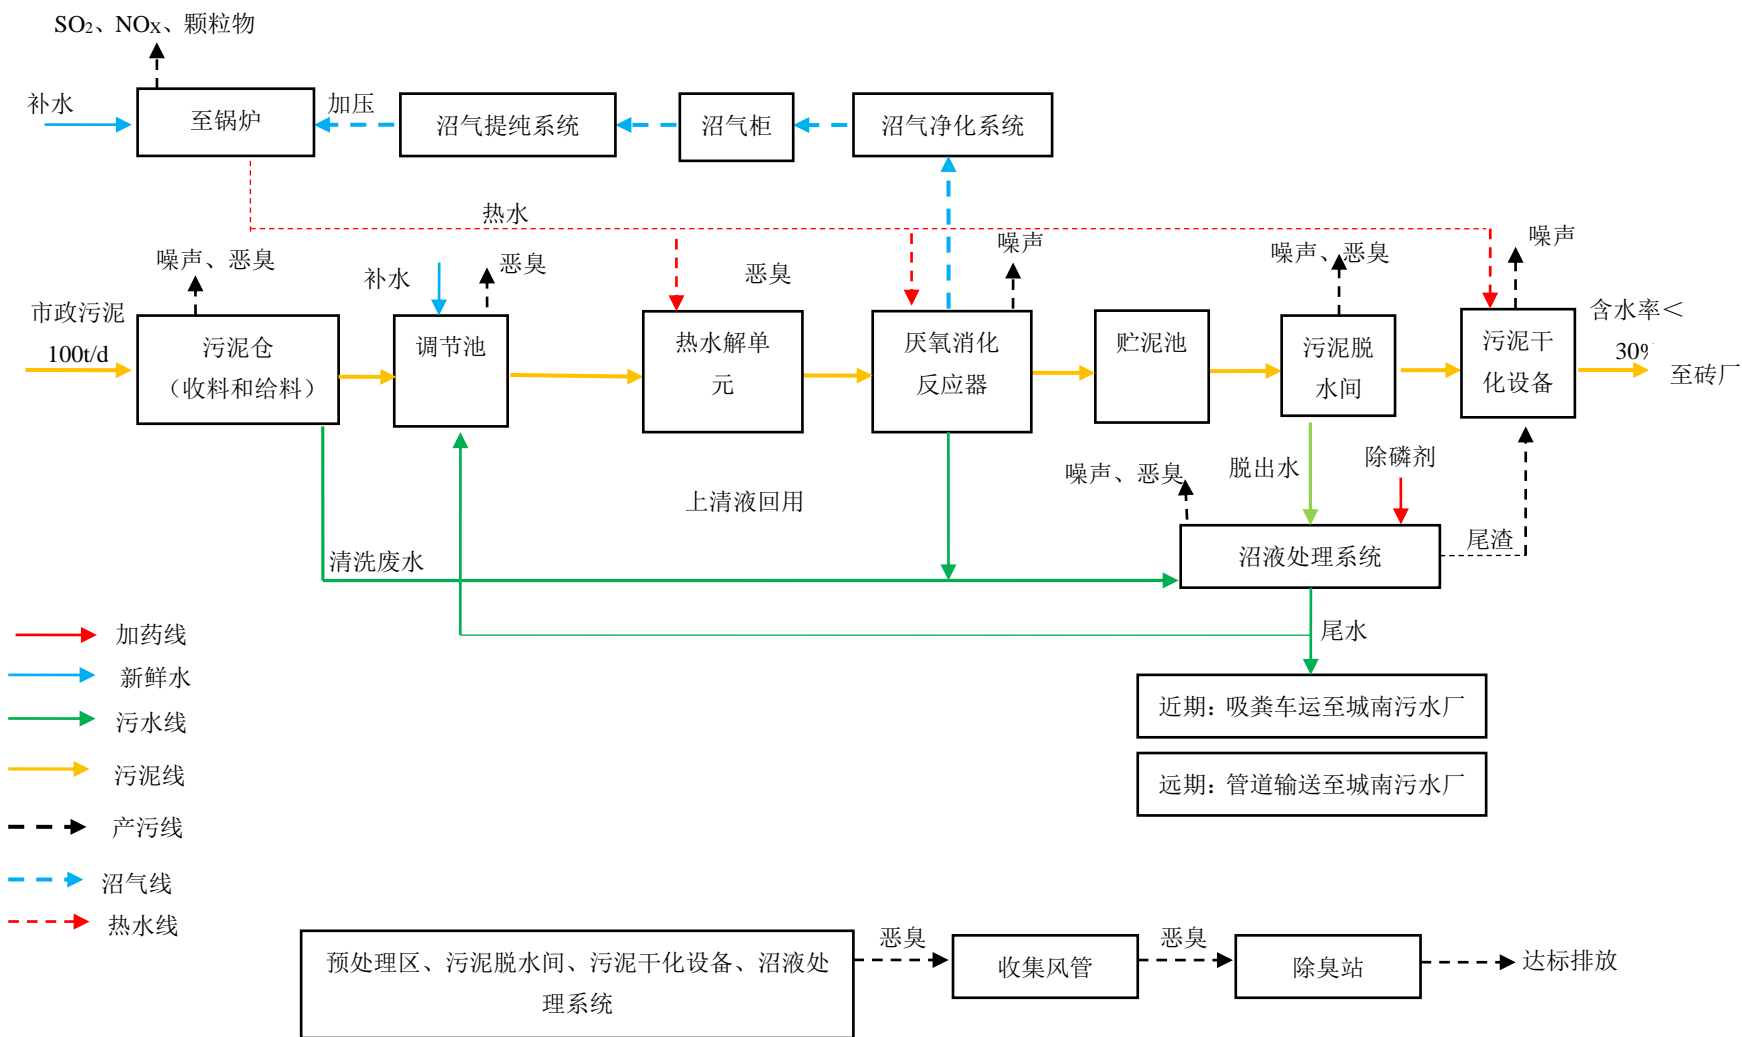 SO₂、NOX、颗粒物
补水
至锅炉
加压
沼气提纯系统
沼气柜
沼气净化系统
热水
噪声、恶臭
补水
恶臭
恶臭
噪声
噪声、恶臭
噪声
市政污泥
100t/d
污泥仓
（收料和给料）
调节池
热水解单
元
厌氧消化
反应器
贮泥池
污泥脱
水间
污泥干
化设备
含水率＜
30%
至砖厂
脱出水
除磷剂
噪声、恶臭
上清液回用
清洗废水
沼液处理系统
尾渣
尾水
加药线
新鲜水
污水线
污泥线
产污线
沼气线
热水线
近期：吸粪车运至城南污水厂
远期：管道输送至城南污水厂
预处理区、污泥脱水间、污泥干化设备、沼液处
理系统
恶臭
收集风管
恶臭
除臭站
达标排放